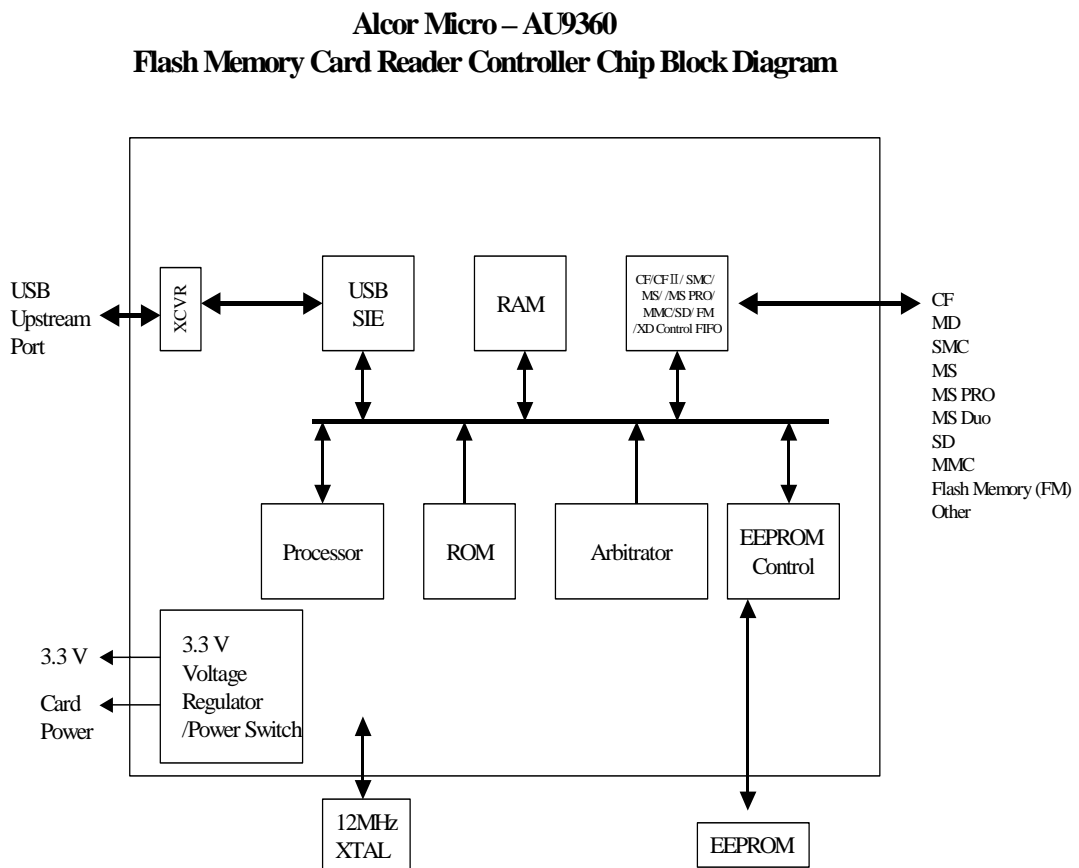 Alcor Micro – AU9360
Flash Memory Card Reader Controller Chip Block Diagram
USB
Upstream
Port
XCVR
USB
SIE
RAM
CF/CFⅡ/ SMC/
MS/ /MS PRO/
MMC/SD/ FM
/XD Control FIFO
CF
MD
SMC
MS
MS PRO
MS Duo
SD
MMC
Flash Memory (FM)
Other
Processor
ROM
Arbitrator
EEPROM
Control
3.3 V
Card
Power
3.3 V
Voltage
Regulator
/Power Switch
12MHz
XTAL
EEPROM